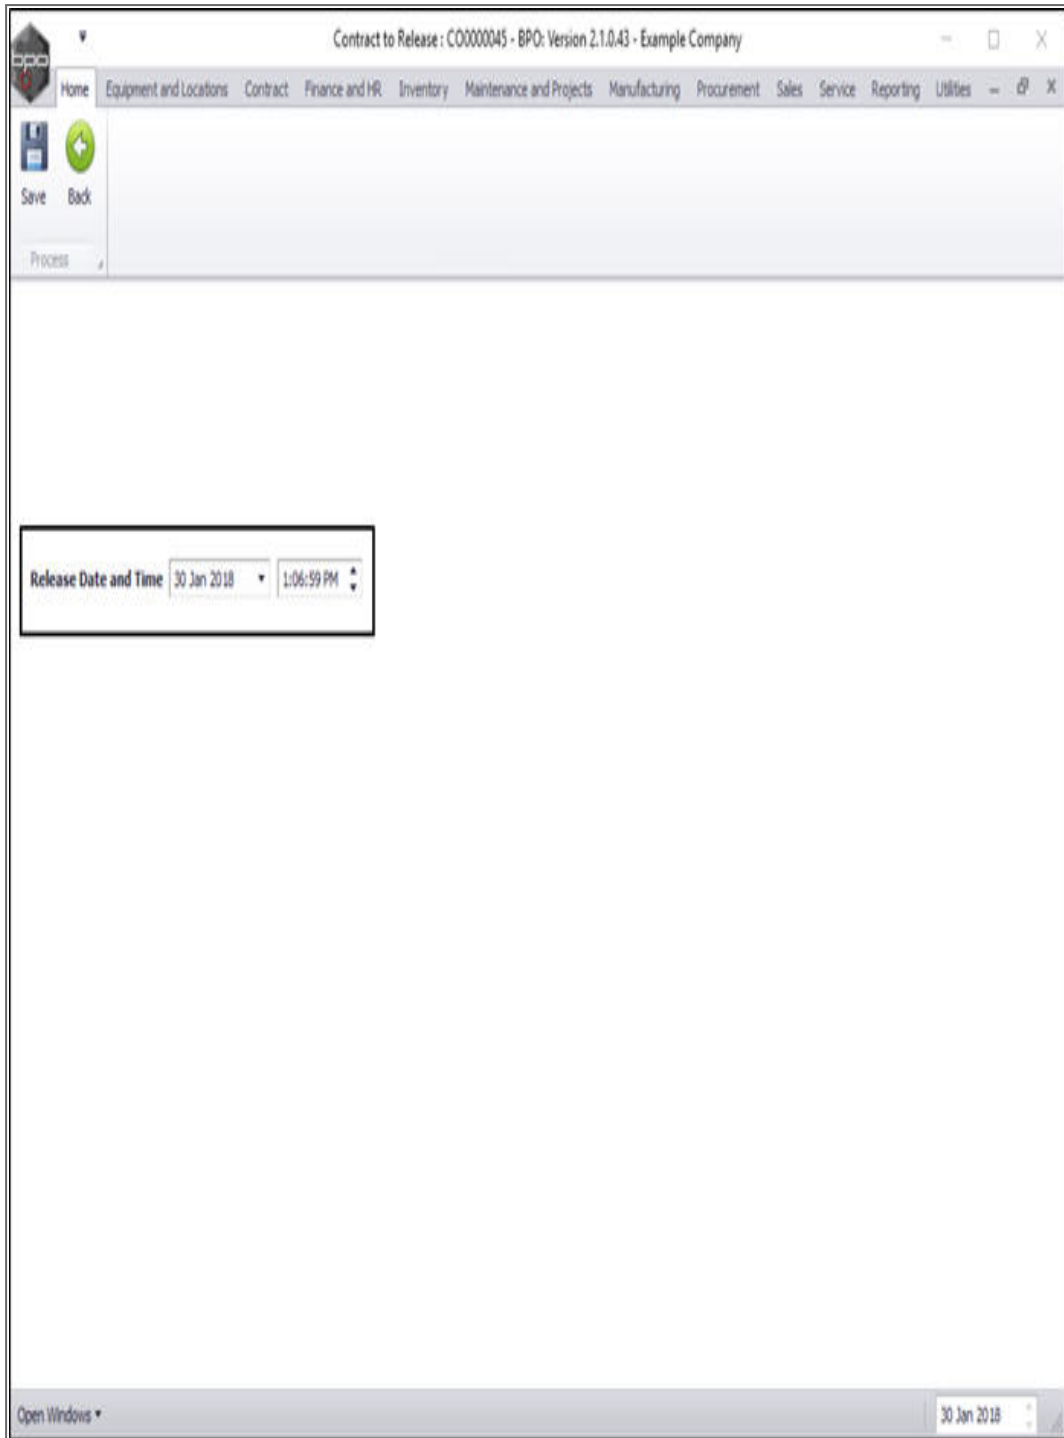 Contract to Release : CO0000045 - BPO: Version 2.1.0.43 - Example Company
bpo
Home Equipment and Locations Contract Finance and HR Inventory Maintenance and Projects Manufacturing Procurement Sales Service Reporting Utilities
Save Back
Process
Release Date and Time 30 Jan 2018 1:06:59 PM
Open Windows 30 Jan 2018